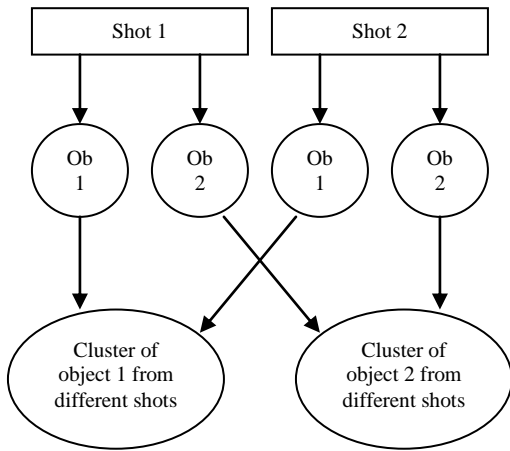 Shot 1
Shot 2
Ob
1
Ob
2
Ob
1
Ob
2
Cluster of
object 1 from
different shots
Cluster of
object 2 from
different shots